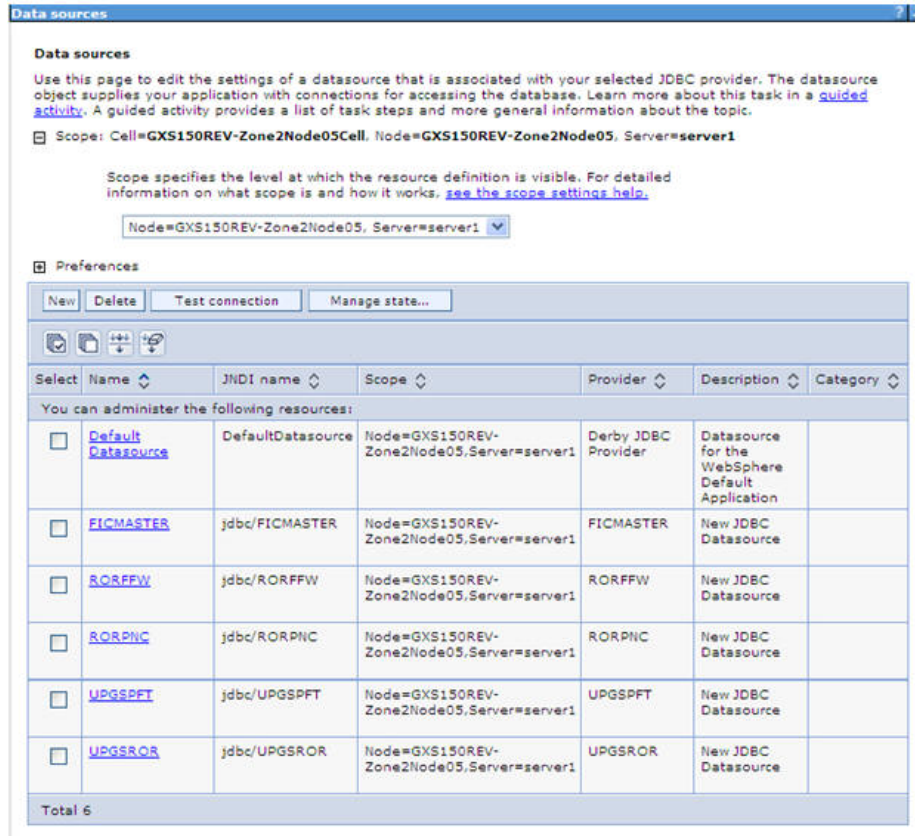 Data sources
?
Data sources
Use this page to edit the settings of a datasource that is associated with your selected JDBC provider. The datasource
object supplies your application with connections for accessing the database. Learn more about this task in a guided
activity. A guided activity provides a list of task steps and more general information about the topic.
Scope: Cell=GXS150REV-Zone2Node05Cell, Node=GXS150REV-Zone2Node05, Server=server1
Scope specifies the level at which the resource definition is visible. For detailed
information on what scope is and how it works, see the scope settings help.
Node=GXS150REV-Zone2Node05, Server=server1
Preferences
New Delete Test connection Manage state...
Select Name JNDI name Scope Provider Description Category
You can administer the following resources:
Default DefaultDatasource Node=GXS150REV- Derby JDBC Datasource
Datasource Zone2Node05,Server=server1 Provider for the
WebSphere
Default
Application
FICMASTER jdbc/FICMASTER Node=GXS150REV- FICMASTER New JDBC
Zone2Node05,Server=server1 Datasource
RORFFW jdbc/RORFFW Node=GXS150REV- RORFFW New JDBC
Zone2Node05,Server=server1 Datasource
RORPNC jdbc/RORPNC Node=GXS150REV- RORPNC New JDBC
Zone2Node05,Server=server1 Datasource
UPGSPFT jdbc/UPGSPFT Node=GXS150REV- UPGSPFT New JDBC
Zone2Node05,Server=server1 Datasource
UPGSROR jdbc/UPGSROR Node=GXS150REV- UPGSROR New JDBC
Zone2Node05,Server=server1 Datasource
Total 6